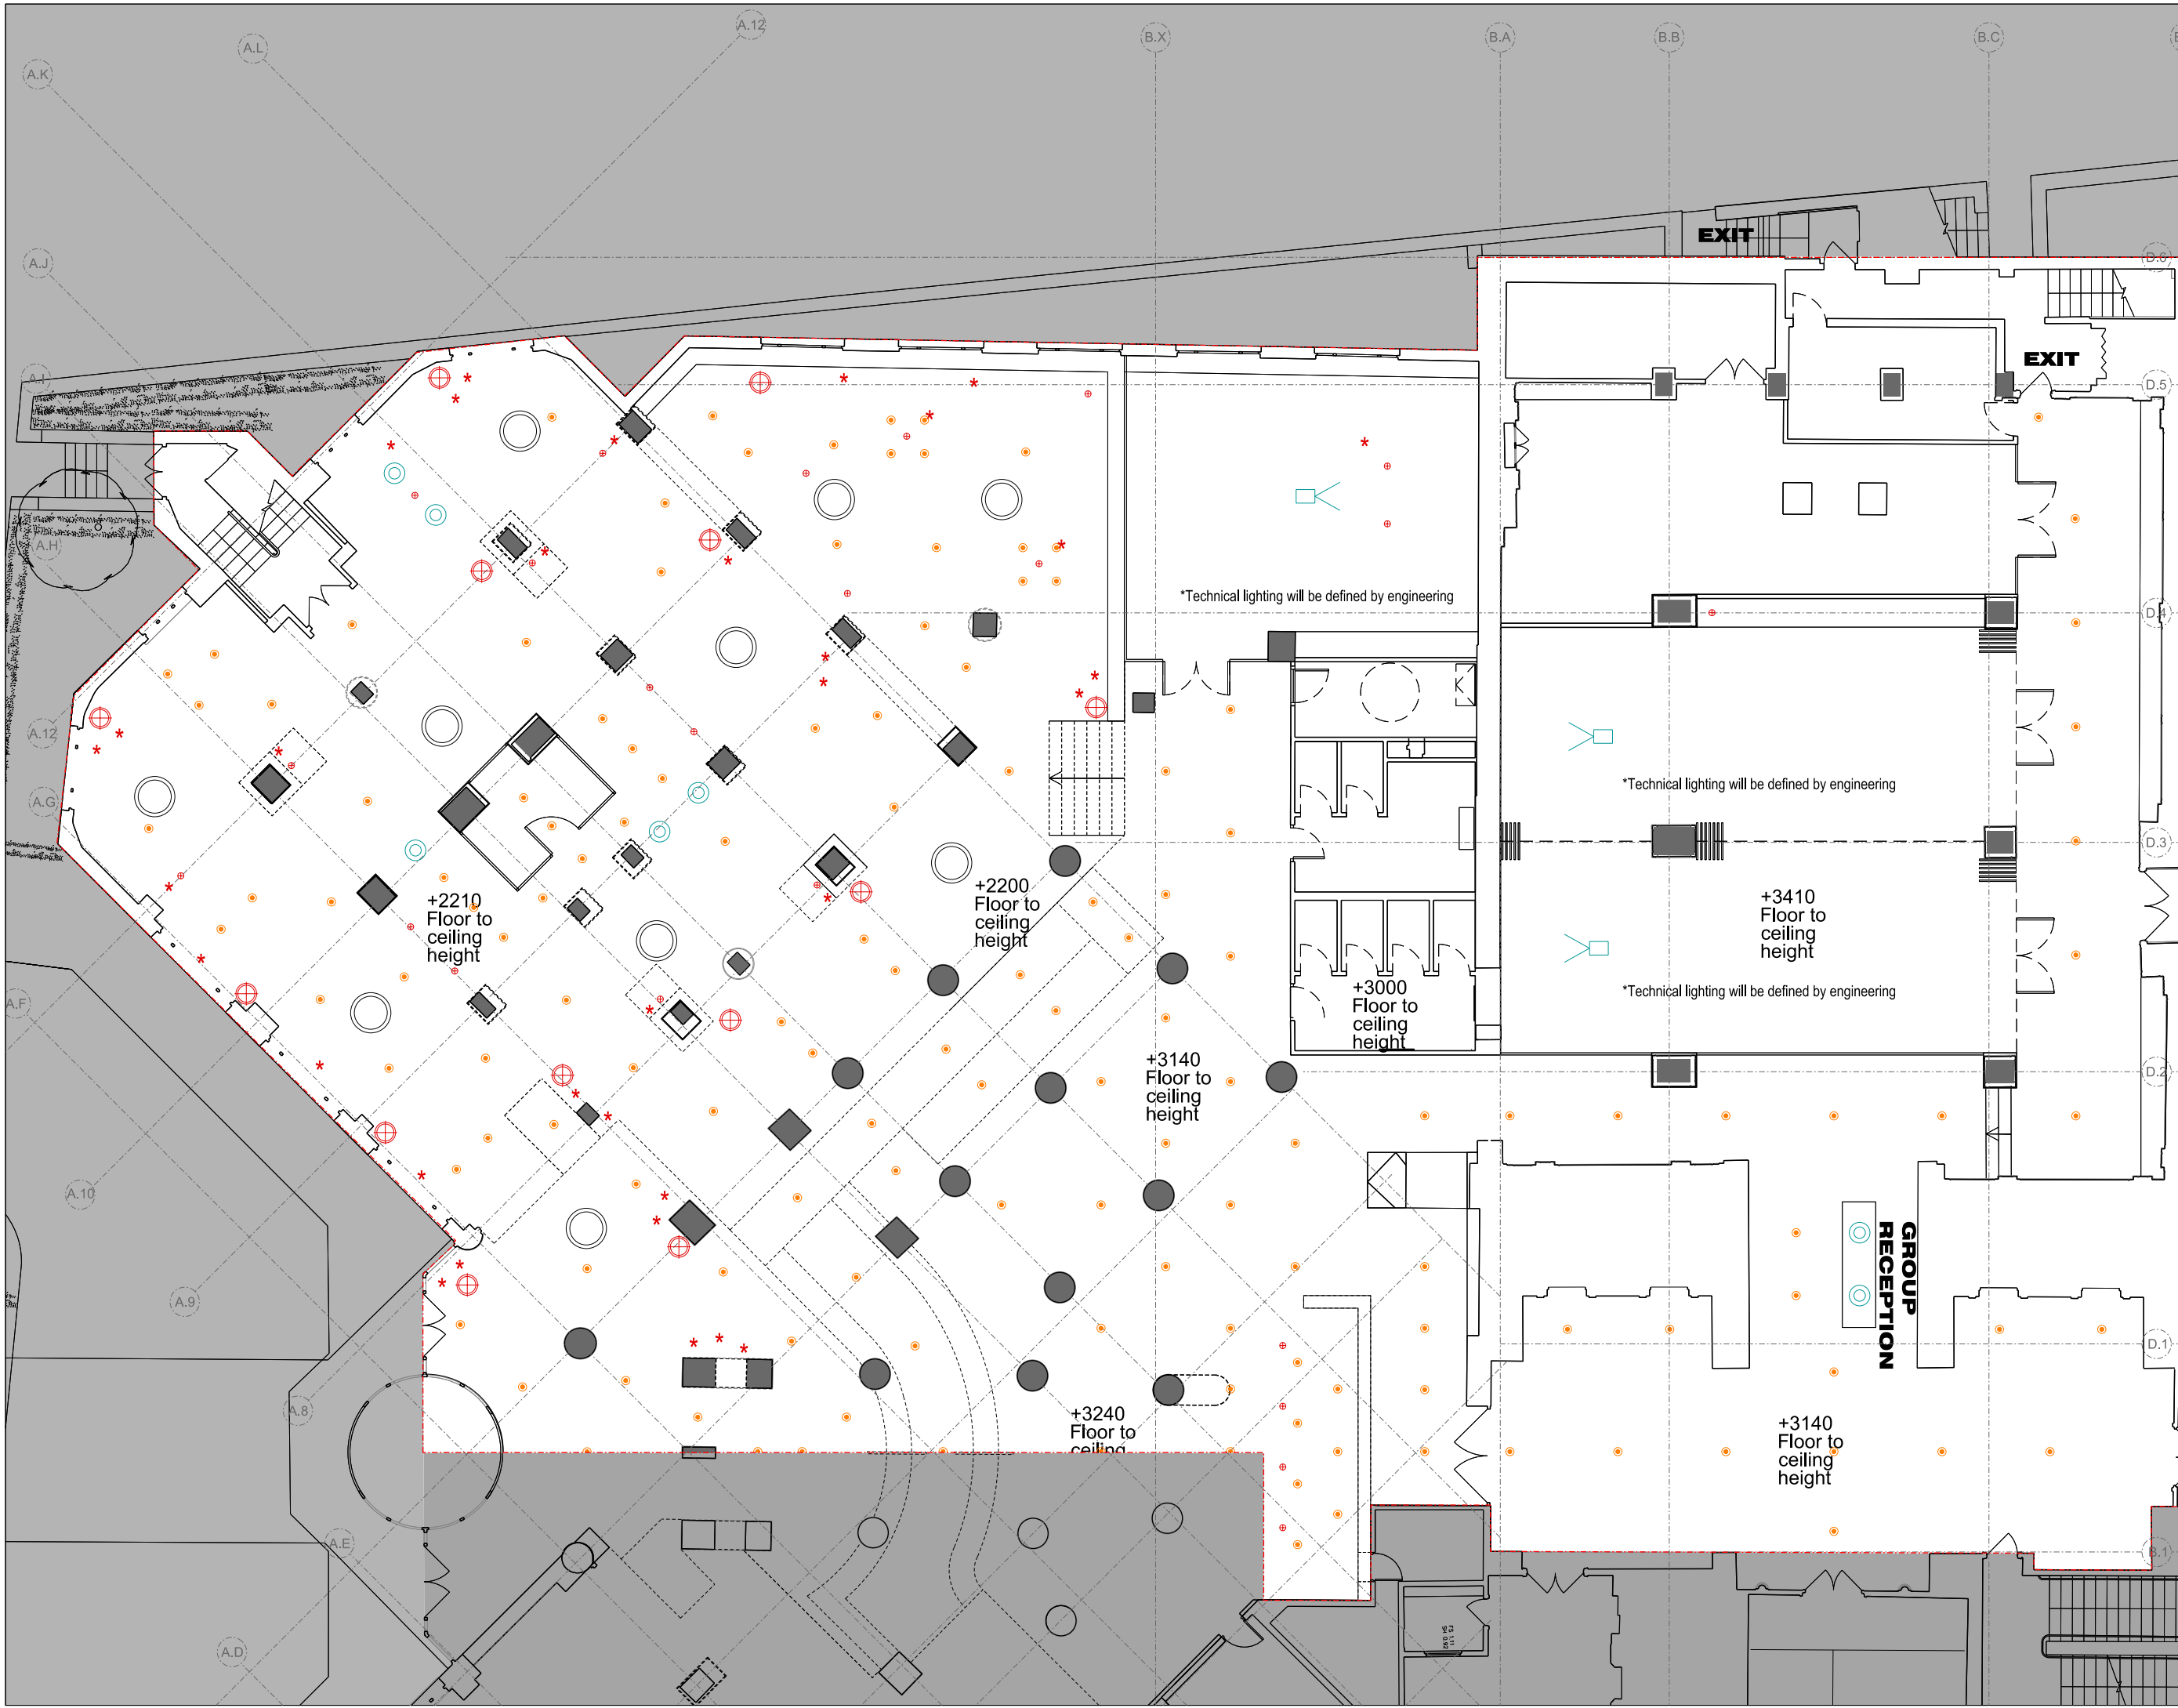 A.12
A.L
A.K
B.X
B.A
B.B
B.C
EXIT
A.J
D.6
EXIT
A.I
D.5
A.H
*Technical lighting will be defined by engineering
D.4
A.12
*Technical lighting will be defined by engineering
A.G
D.3
+2210
Floor to
ceiling
height
+2200
Floor to
ceiling
height
+3410
Floor to
ceiling
height
*Technical lighting will be defined by engineering
A.F
+3000
Floor to
ceiling
height
+3140
Floor to
ceiling
height
D.2
A.10
GROUP
RECEPTION
A.9
D.1
A.8
+3240
Floor to
ceiling
+3140
Floor to
ceiling
height
A.E
B.1
A.D